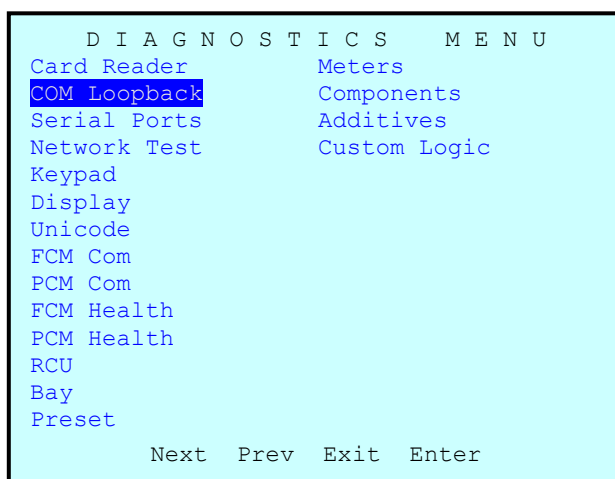 D I A G N O S T I C S   M E N U
Card Reader   Meters
COM Loopback   Components
Serial Ports   Additives
Network Test   Custom Logic
Keypad
Display
Unicode
FCM Com
PCM Com
FCM Health
PCM Health
RCU
Bay
Preset
Next Prev Exit Enter